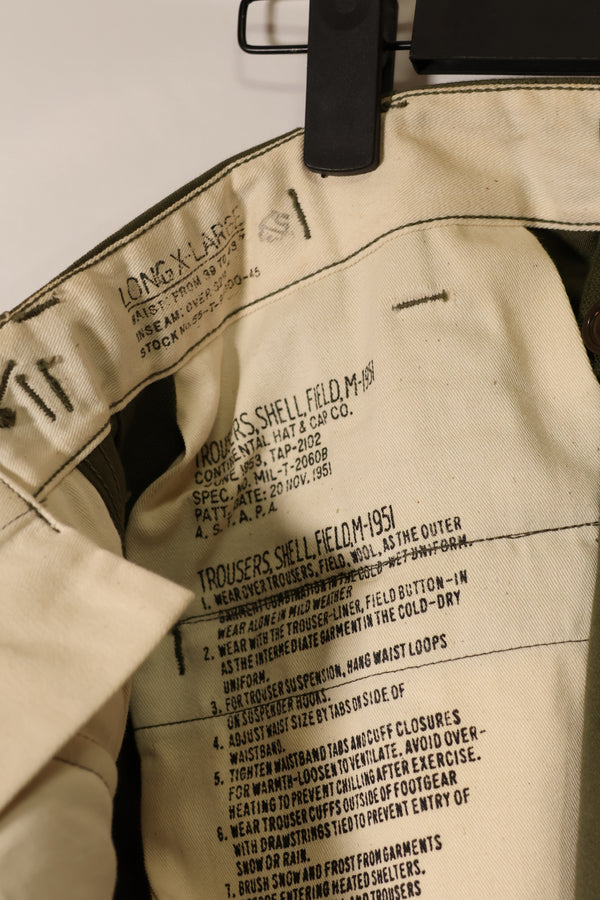 LONG X-LARGE
WAIST: FROM 39 TO
INSEAM: OVER
STOCK No.
TROUSERS, SHELL, FIELD, M-1951
CONTINENTAL HAT & CAP CO.
JUNE 1953, TAP-2102
SPEC. NO. MIL-T-2060B
PATT. DATE: 20 NOV. 1951
4. S. T. A. P. A.
TROUSERS, SHELL, FIELD, M-1951
1. WEAR OVER TROUSERS, FIELD, WOOL, AS THE OUTER
GARMENT COMBINATION IN THE COLD-WET UNIFORM.
WEAR ALONE IN MILD WEATHER
2. WEAR WITH THE TROUSER-LINER, FIELD BUTTON-IN
AS THE INTERMEDIATE GARMENT IN THE COLD-DRY
UNIFORM.
3. FOR TROUSER SUSPENSION, HANG WAIST LOOPS
ON SUSPENDER HOOKS.
4. ADJUST WAIST SIZE BY TABS ON SIDE OF
WAISTBAND.
5. TIGHTEN WAISTBAND TABS AND CUFF CLOSURES
FOR WARMTH-LOOSEN TO VENTILATE. AVOID OVER-
HEATING TO PREVENT CHILLING AFTER EXERCISE.
6. WEAR TROUSER CUFFS OUTSIDE OF FOOTGEAR
WITH DRAWSTRINGS TIED TO PREVENT ENTRY OF
SNOW OR RAIN.
7. BRUSH SNOW AND FROST FROM GARMENTS
BEFORE ENTERING HEATED SHELTERS.
AND TROUSERS